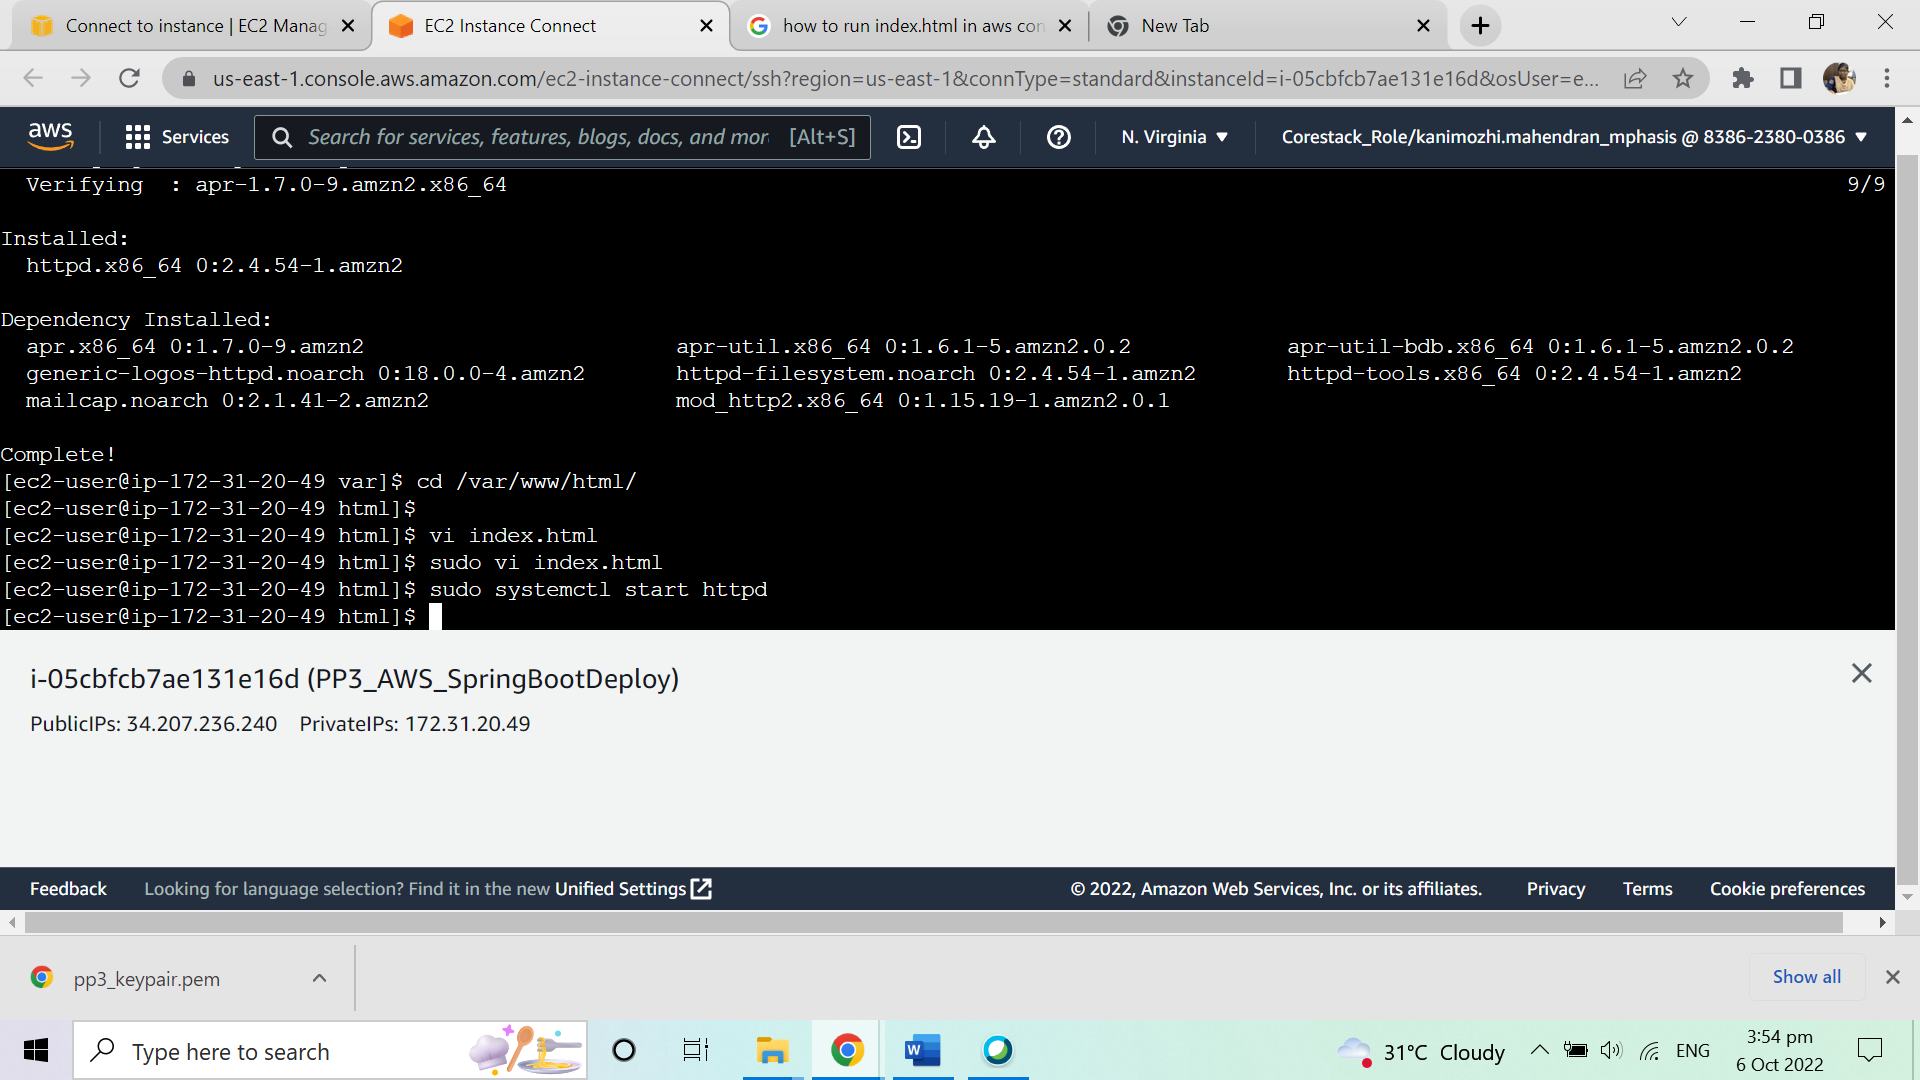 Connect to instance | EC2 Manag
EC2 Instance Connect
how to run index.html in aws con
New Tab
us-east-1.console.aws.amazon.com/ec2-instance-connect/ssh?region=us-east-1&connType=standard&instanceId=i-05cbfcb7ae131e16d&osUser=e...
aws
Services
Search for services, features, blogs, docs, and mor [Alt+S]
N. Virginia
Corestack_Role/kanimozhi.mahendran_mphasis @ 8386-2380-0386
Verifying : apr-1.7.0-9.amzn2.x86_64 9/9
Installed:
httpd.x86_64 0:2.4.54-1.amzn2
Dependency Installed:
apr.x86_64 0:1.7.0-9.amzn2 apr-util.x86_64 0:1.6.1-5.amzn2.0.2 apr-util-bdb.x86_64 0:1.6.1-5.amzn2.0.2
generic-logos-httpd.noarch 0:18.0.0-4.amzn2 httpd-filesystem.noarch 0:2.4.54-1.amzn2 httpd-tools.x86_64 0:2.4.54-1.amzn2
mailcap.noarch 0:2.1.41-2.amzn2 mod_http2.x86_64 0:1.15.19-1.amzn2.0.1
Complete!
[ec2-user@ip-172-31-20-49 var]$ cd /var/www/html/
[ec2-user@ip-172-31-20-49 html]$
[ec2-user@ip-172-31-20-49 html]$ vi index.html
[ec2-user@ip-172-31-20-49 html]$ sudo vi index.html
[ec2-user@ip-172-31-20-49 html]$ sudo systemctl start httpd
[ec2-user@ip-172-31-20-49 html]$
i-05cbfcb7ae131e16d (PP3_AWS_SpringBootDeploy)
PublicIPs: 34.207.236.240 PrivateIPs: 172.31.20.49
Feedback Looking for language selection? Find it in the new Unified Settings © 2022, Amazon Web Services, Inc. or its affiliates. Privacy Terms Cookie preferences
pp3_keypair.pem
Show all
Type here to search
31°C Cloudy
ENG
3:54 pm
6 Oct 2022